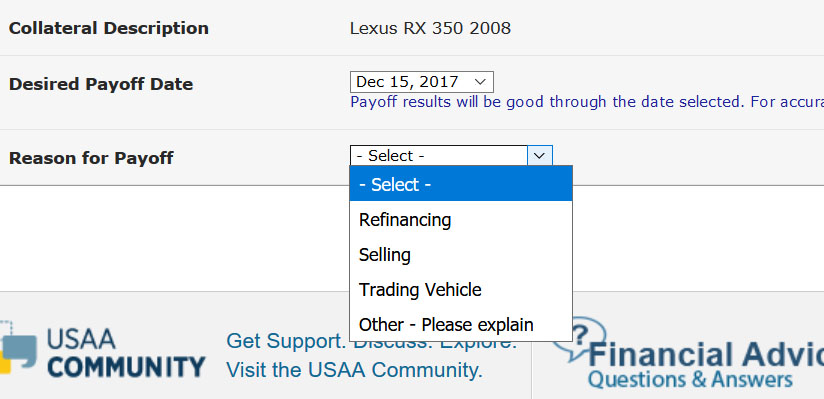 Collateral Description Lexus RX 350 2008
Desired Payoff Date Dec 15, 2017
Payoff results will be good through the date selected. For
Reason for Payoff - Select -
- Select -
Refinancing
Selling
Trading Vehicle
Other - Please explain
USAA
COMMUNITY
Get Support. Discuss. Explore.
Visit the USAA Community.
?
Financial
Questions & Answers